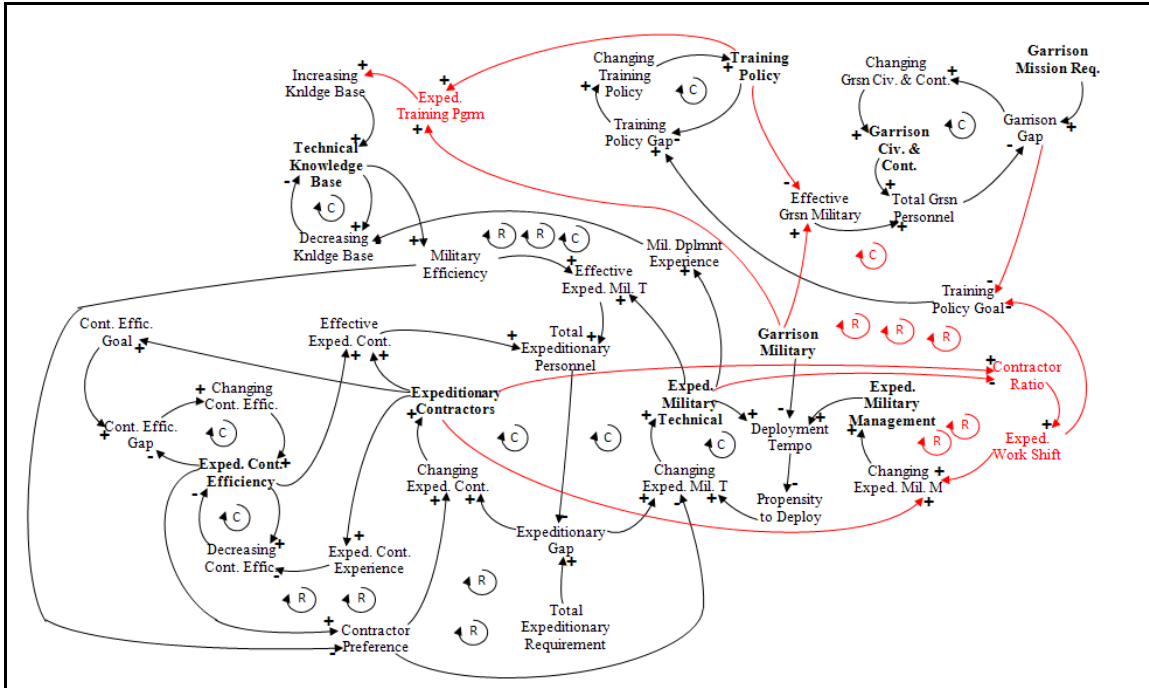 Garrison
Mission Req.
Changing
Training
Policy
Training
Policy
Changing
Grsn Civ. & Cont.
Increasing
Knldge Base
Exped.
Training Pgrm
C
Training
Policy Gap
Garrison
Gap
C
Garrison
Civ. &
Cont.
Technical
Knowledge
Base
C
Decreasing
Knldge Base
Effective
Grsn Military
Total Grsn
Personnel
C
Military
Efficiency
R
R
C
Mil. Dplmnt
Experience
Effective
Exped. Mil. T
Training
Policy Goal
Cont. Effic.
Goal
Effective
Exped. Cont.
Total
Expeditionary
Personnel
Garrison
Military
R
R
R
Contractor
Ratio
Changing
Cont. Effic.
Expeditionary
Contractors
Exped.
Military
Technical
Exped.
Military
Management
Cont. Effic.
Gap
C
C
C
C
Deployment
Tempo
R
R
Exped.
Work Shift
Exped. Cont.
Efficiency
Changing
Exped. Cont.
Changing
Exped. Mil. T
Changing
Exped. Mil. M
Propensity
to Deploy
C
Expeditionary
Gap
Decreasing
Cont. Effic.
Exped. Cont.
Experience
R
R
R
R
Total
Expeditionary
Requirement
Contractor
Preference